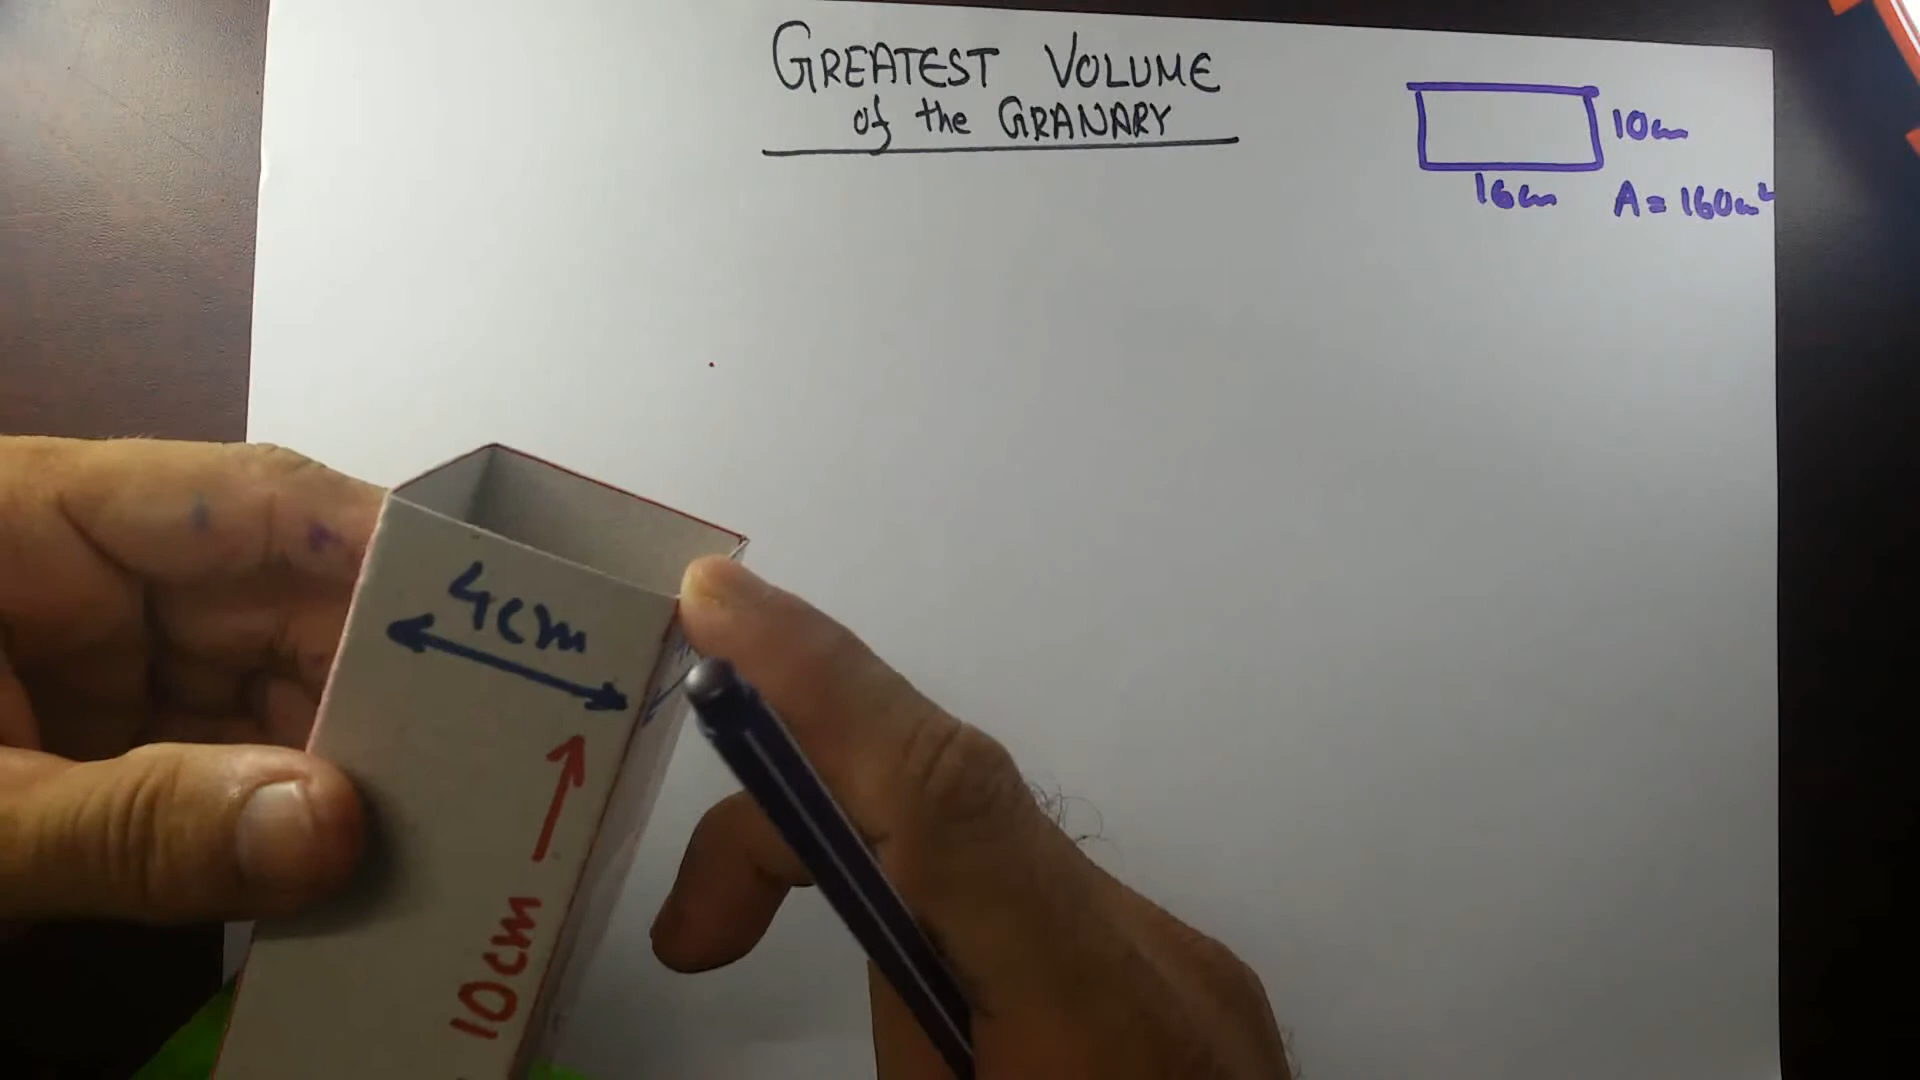 GREATEST VOLUME
of the GRANARY
10cm
16cm
A = 160cm²
4cm
10cm